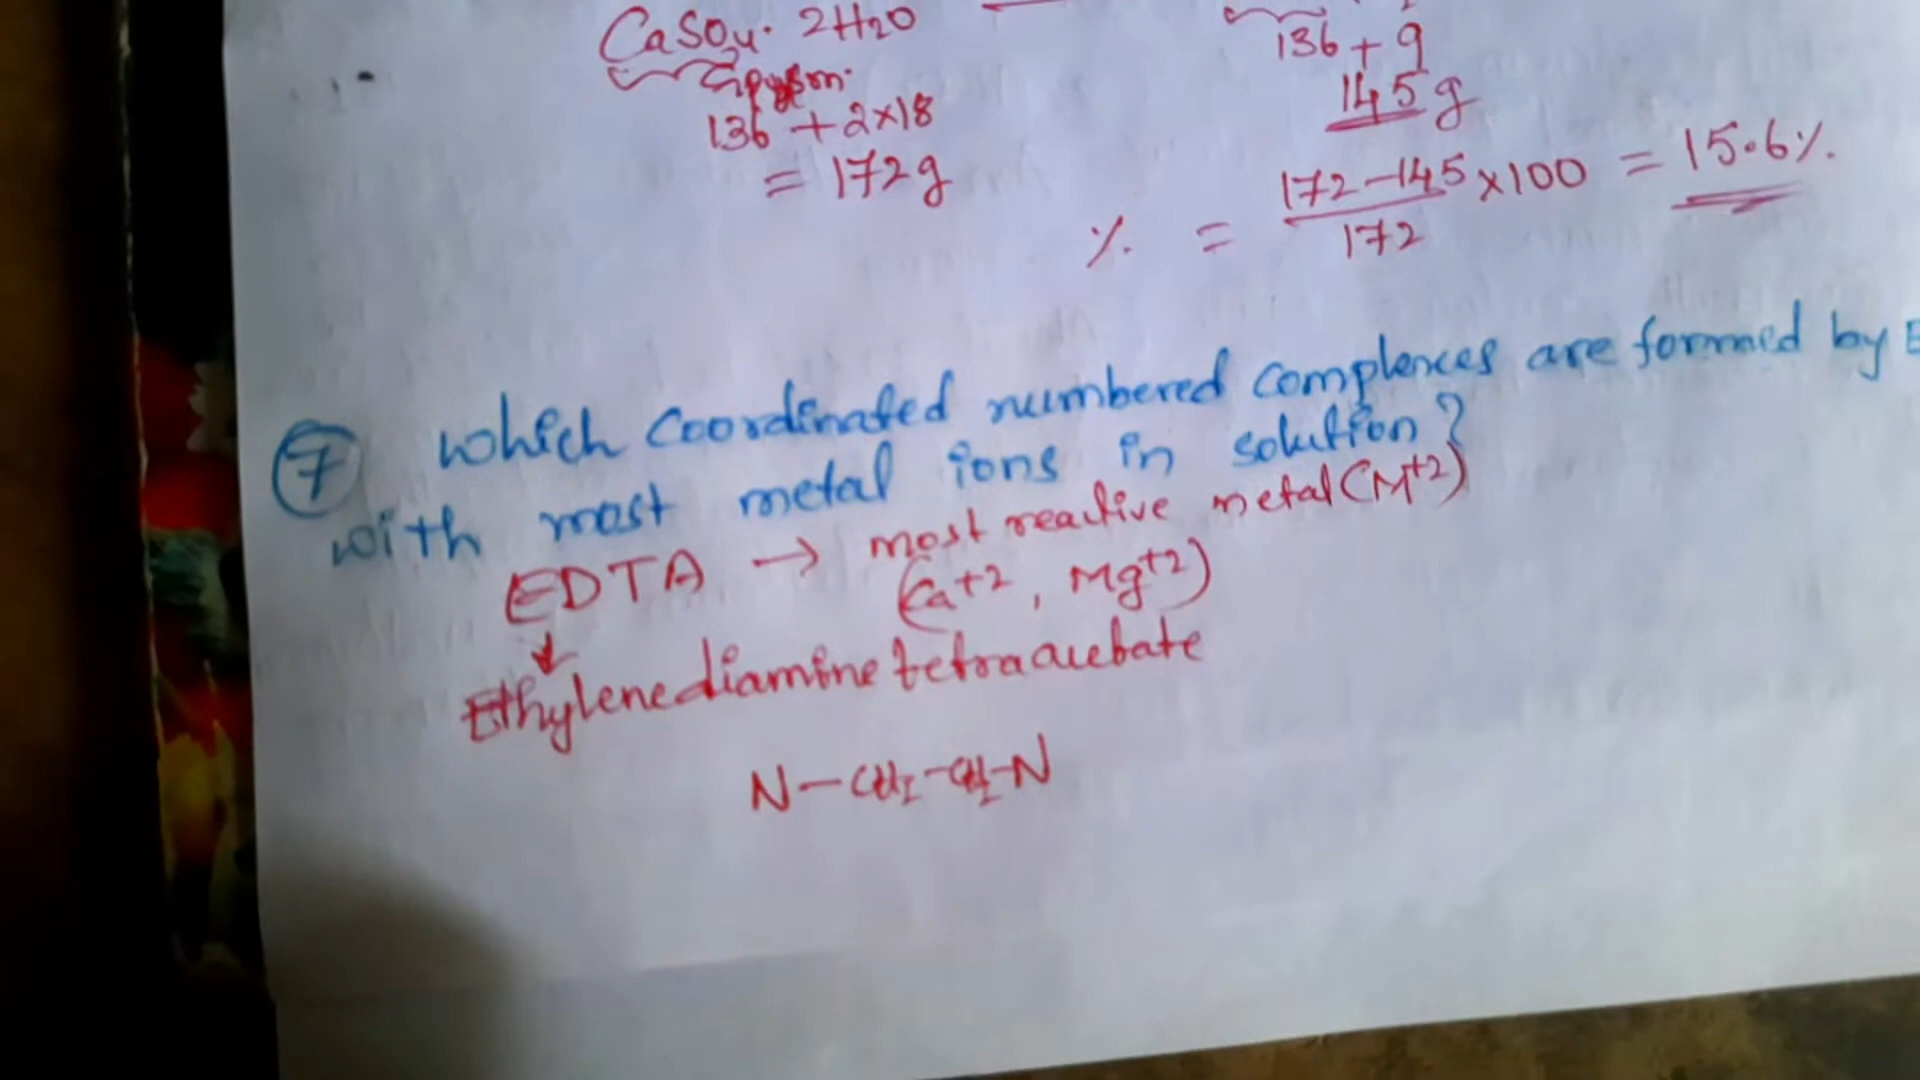 CaSO4. 2H2O
Gypsm.
136 + 2×18
= 172g
136 + 9
145 g
% = 172-145/172 ×100 = 15.6%.
7 which coordinated numbered complexes are formed by E
with most metal ions in solution?
EDTA → most reactive metal (M+2)
(Ca+2, Mg+2)
↓
Ethylenediamine tetraacetate
N-CH2-CH2-N